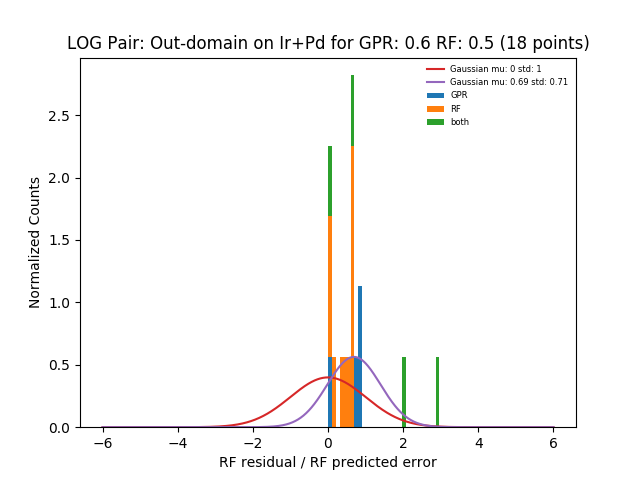 LOG Pair: Out-domain on Ir+Pd for GPR: 0.6 RF: 0.5 (18 points)
Gaussian mu: 0 std: 1
Gaussian mu: 0.69 std: 0.71
GPR
RF
both
Normalized Counts
2.5
2.0
1.5
1.0
0.5
0.0
−6
−4
−2
0
2
4
6
RF residual / RF predicted error